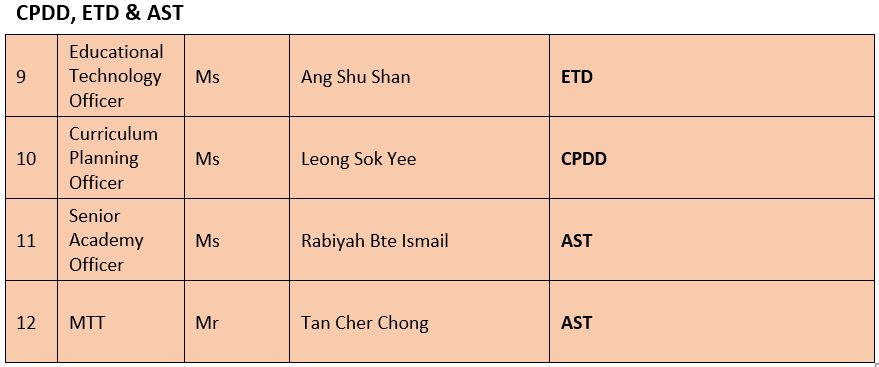 CPDD, ETD & AST
9 Educational Technology Officer Ms Ang Shu Shan ETD
10 Curriculum Planning Officer Ms Leong Sok Yee CPDD
11 Senior Academy Officer Ms Rabiyah Bte Ismail AST
12 MTT Mr Tan Cher Chong AST